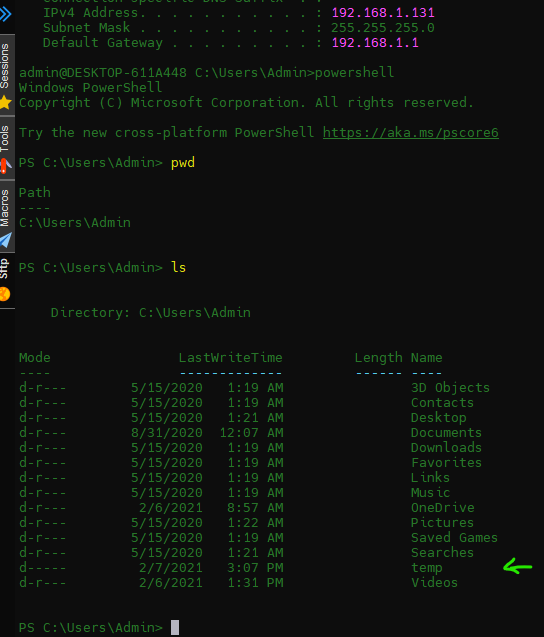 IPv4 Address. . . . . . . . . . . : 192.168.1.131
Subnet Mask . . . . . . . . . . . : 255.255.255.0
Default Gateway . . . . . . . . . : 192.168.1.1
admin@DESKTOP-611A448 C:\Users\Admin>powershell
Windows PowerShell
Copyright (C) Microsoft Corporation. All rights reserved.
Try the new cross-platform PowerShell https://aka.ms/pscore6
PS C:\Users\Admin> pwd
Path
----
C:\Users\Admin
PS C:\Users\Admin> ls
Directory: C:\Users\Admin
Mode LastWriteTime Length Name
---- ------------- ------ ----
d-r--- 5/15/2020 1:19 AM 3D Objects
d-r--- 5/15/2020 1:19 AM Contacts
d-r--- 5/15/2020 1:21 AM Desktop
d-r--- 8/31/2020 12:07 AM Documents
d-r--- 5/15/2020 1:19 AM Downloads
d-r--- 5/15/2020 1:19 AM Favorites
d-r--- 5/15/2020 1:19 AM Links
d-r--- 5/15/2020 1:19 AM Music
d-r--- 2/6/2021 8:57 AM OneDrive
d-r--- 5/15/2020 1:22 AM Pictures
d-r--- 5/15/2020 1:19 AM Saved Games
d-r--- 5/15/2020 1:21 AM Searches
d----- 2/7/2021 3:07 PM temp
d-r--- 2/6/2021 1:31 PM Videos
PS C:\Users\Admin>
Sessions
Tools
Macros
Sftp